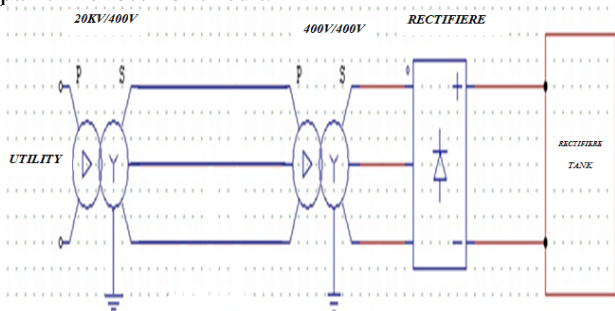 20KV/400V
400V/400V
RECTIFIERE
P S
P S
UTILITY
RECTIFIERE
TANK